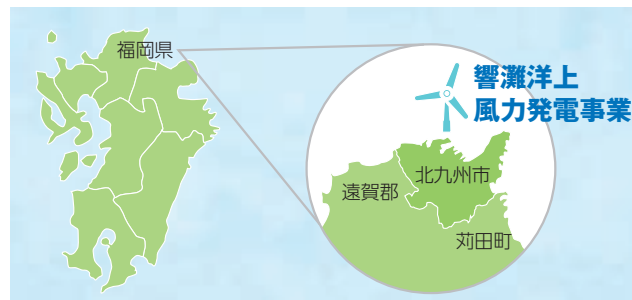 福岡県
響灘洋上
風力発電事業
北九州市
遠賀郡
苅田町